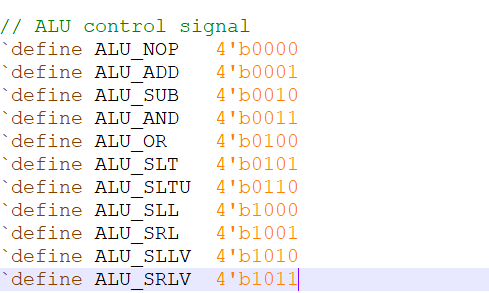 // ALU control signal
`define ALU_NOP   4'b0000
`define ALU_ADD   4'b0001
`define ALU_SUB   4'b0010
`define ALU_AND   4'b0011
`define ALU_OR    4'b0100
`define ALU_SLT   4'b0101
`define ALU_SLTU  4'b0110
`define ALU_SLL   4'b1000
`define ALU_SRL   4'b1001
`define ALU_SLLV  4'b1010
`define ALU_SRLV  4'b1011